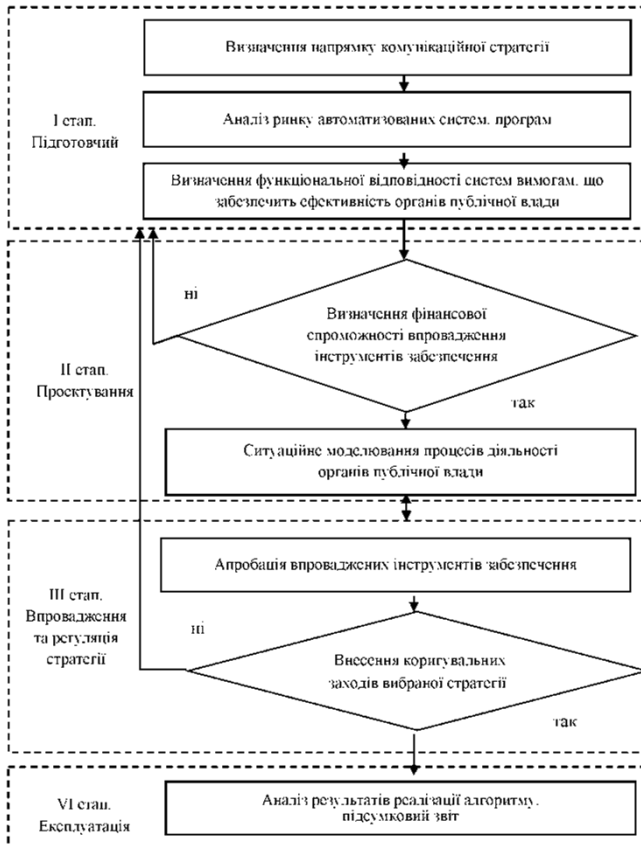 Визначення напрямку комунікаційної стратегії
І етап.
Підготовчий
Аналіз ринку автоматизованих систем. програм
Визначення функціональної відповідності систем вимогам. що
забезпечить ефективність органів публічної влади
ні
Визначення фінансової
спроможності впровадження
інструментів забезпечення
ІІ етап.
Проєктування
так
Ситуаційне моделювання процесів діяльності
органів публічної влади
Апробація впроваджених інструментів забезпечення
ІІІ етап.
Впровадження
та регуляція
стратегії
ні
Внесення коригувальних
заходів вибраної стратегії
так
VI етап.
Експлуатація
Аналіз результатів реалізації алгоритму.
підсумковий звіт